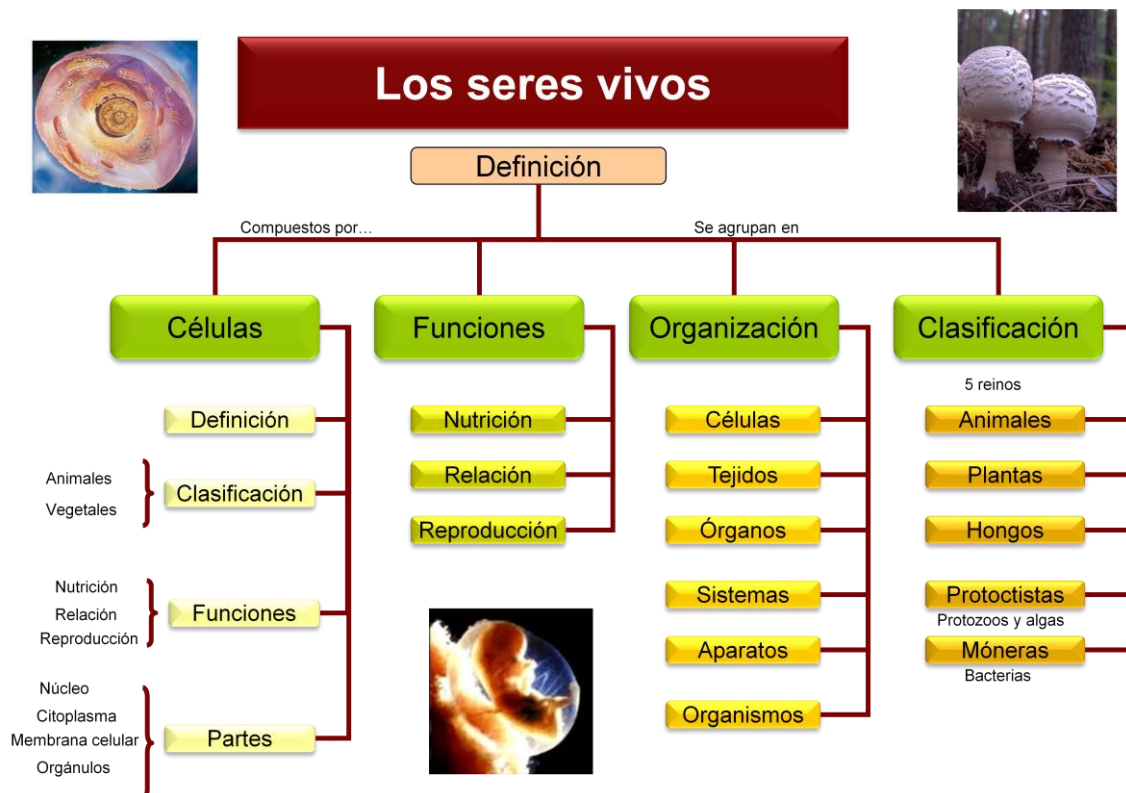 Los seres vivos
Definición
Compuestos por…
Se agrupan en
Células
Funciones
Organización
Clasificación
Definición
Clasificación
Animales
Vegetales
Funciones
Nutrición
Relación
Reproducción
Partes
Núcleo
Citoplasma
Membrana celular
Orgánulos
Nutrición
Relación
Reproducción
Células
Tejidos
Órganos
Sistemas
Aparatos
Organismos
5 reinos
Animales
Plantas
Hongos
Protoctistas
Protozoos y algas
Móneras
Bacterias